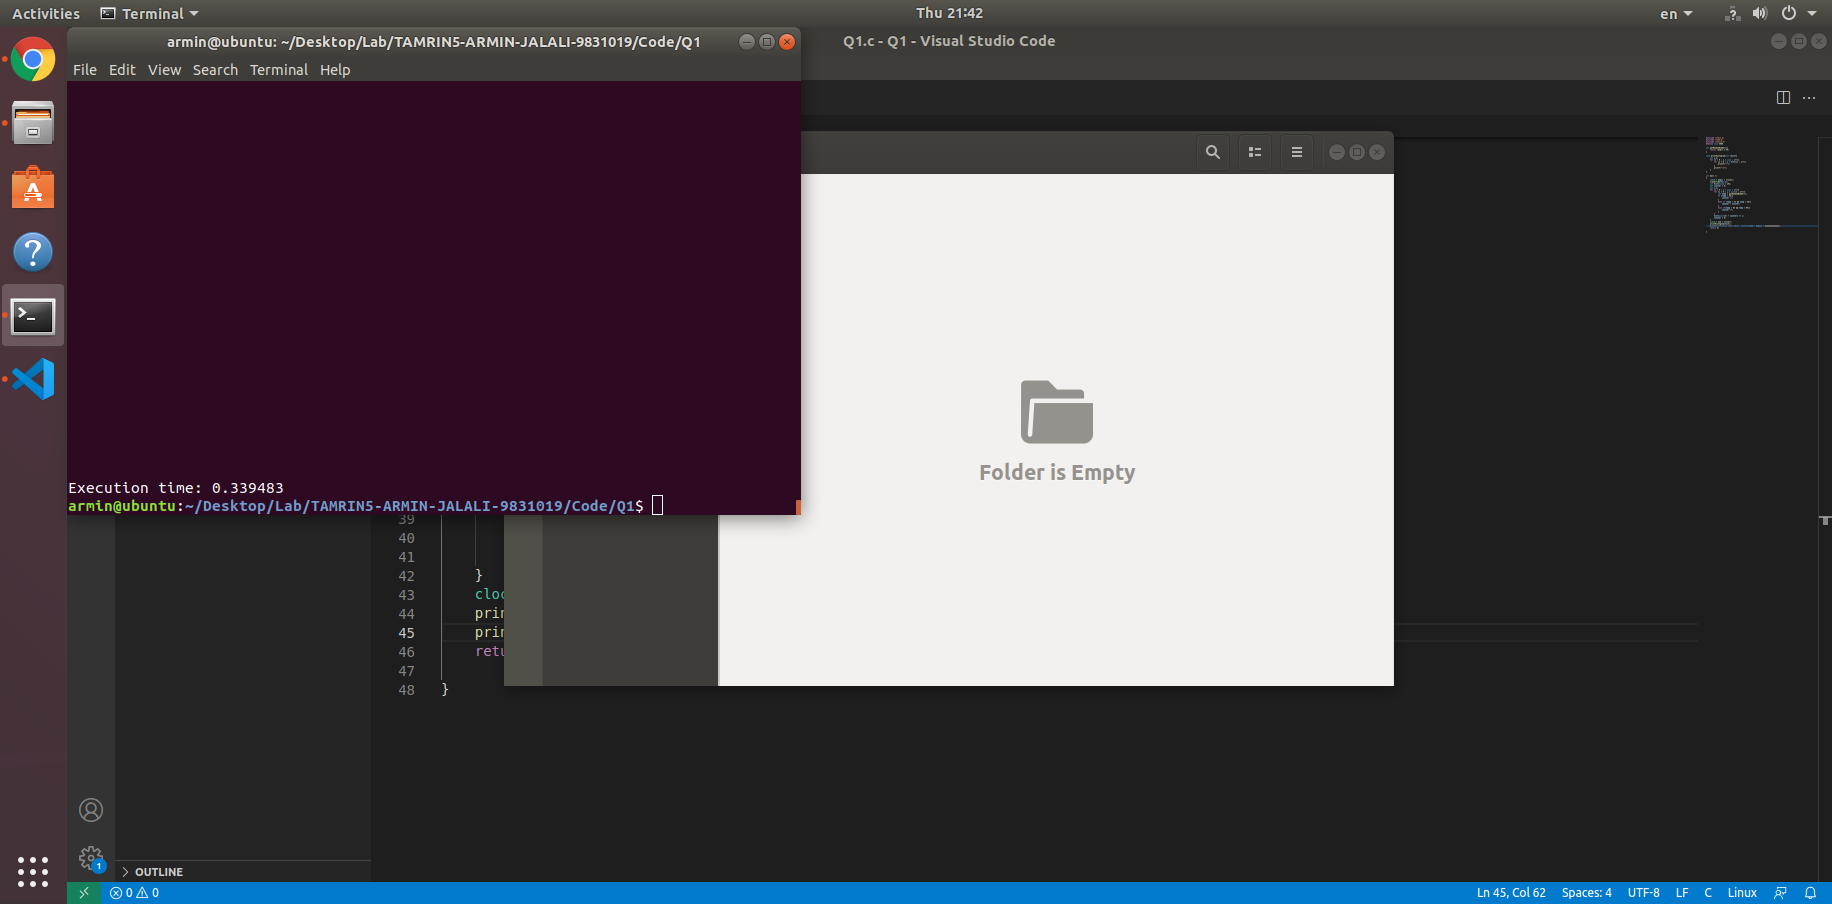 Activities
Terminal
Thu 21:42
en
armin@ubuntu: ~/Desktop/Lab/TAMRIN5-ARMIN-JALALI-9831019/Code/Q1
Q1.c - Q1 - Visual Studio Code
File Edit View Search Terminal Help
Folder is Empty
Execution time: 0.339483
armin@ubuntu:~/Desktop/Lab/TAMRIN5-ARMIN-JALALI-9831019/Code/Q1$
39
40
41
42 }
43 cloc
44 prin
45 prin
46 retu
47
48 }
1
OUTLINE
0 0
Ln 45, Col 62 Spaces: 4 UTF-8 LF C Linux